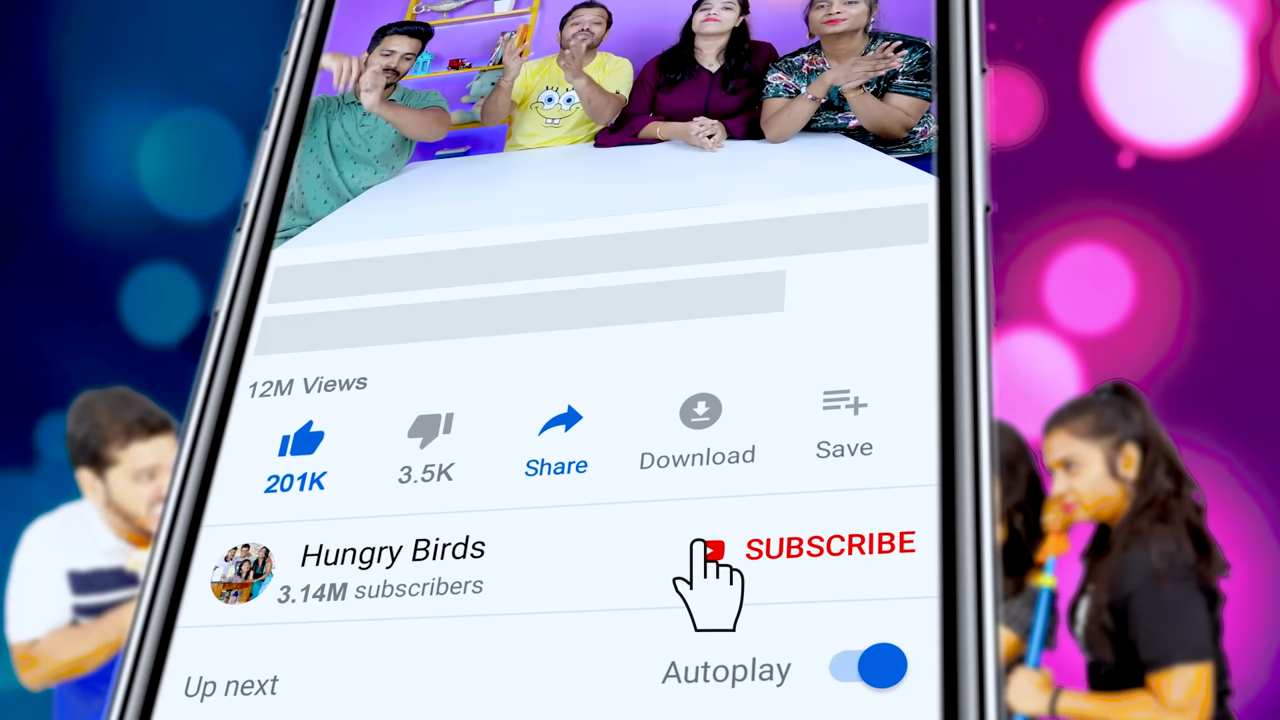 12M Views
201K
3.5K
Share
Download
Save
Hungry Birds
3.14M subscribers
SUBSCRIBE
Up next
Autoplay